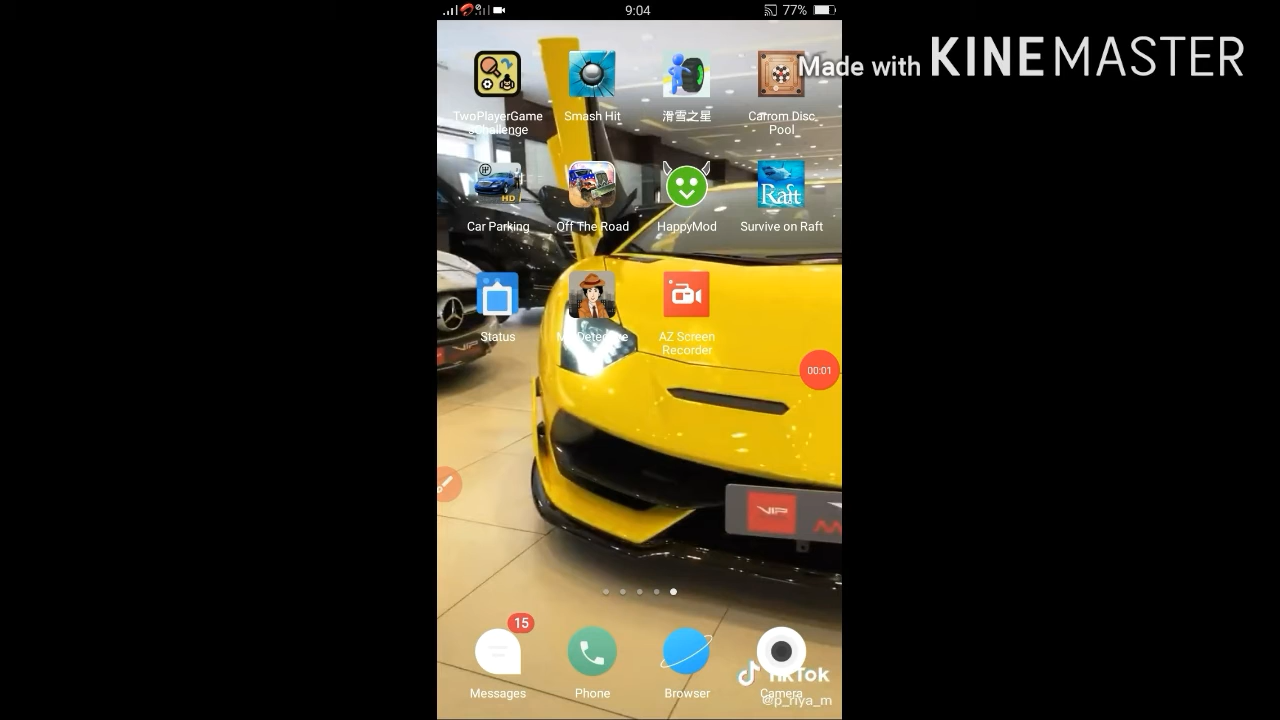 9:04
77%
Made with KINEMASTER
TwoPlayerGame
Challenge
Smash Hit
滑雪之星
Carrom Disc
Pool
HD
Raft
Car Parking
Off The Road
HappyMod
Survive on Raft
Status
AZ Screen
Recorder
00:01
VIP
VIP
15
Messages
Phone
Browser
Camera
TikTok
@p_riya_m